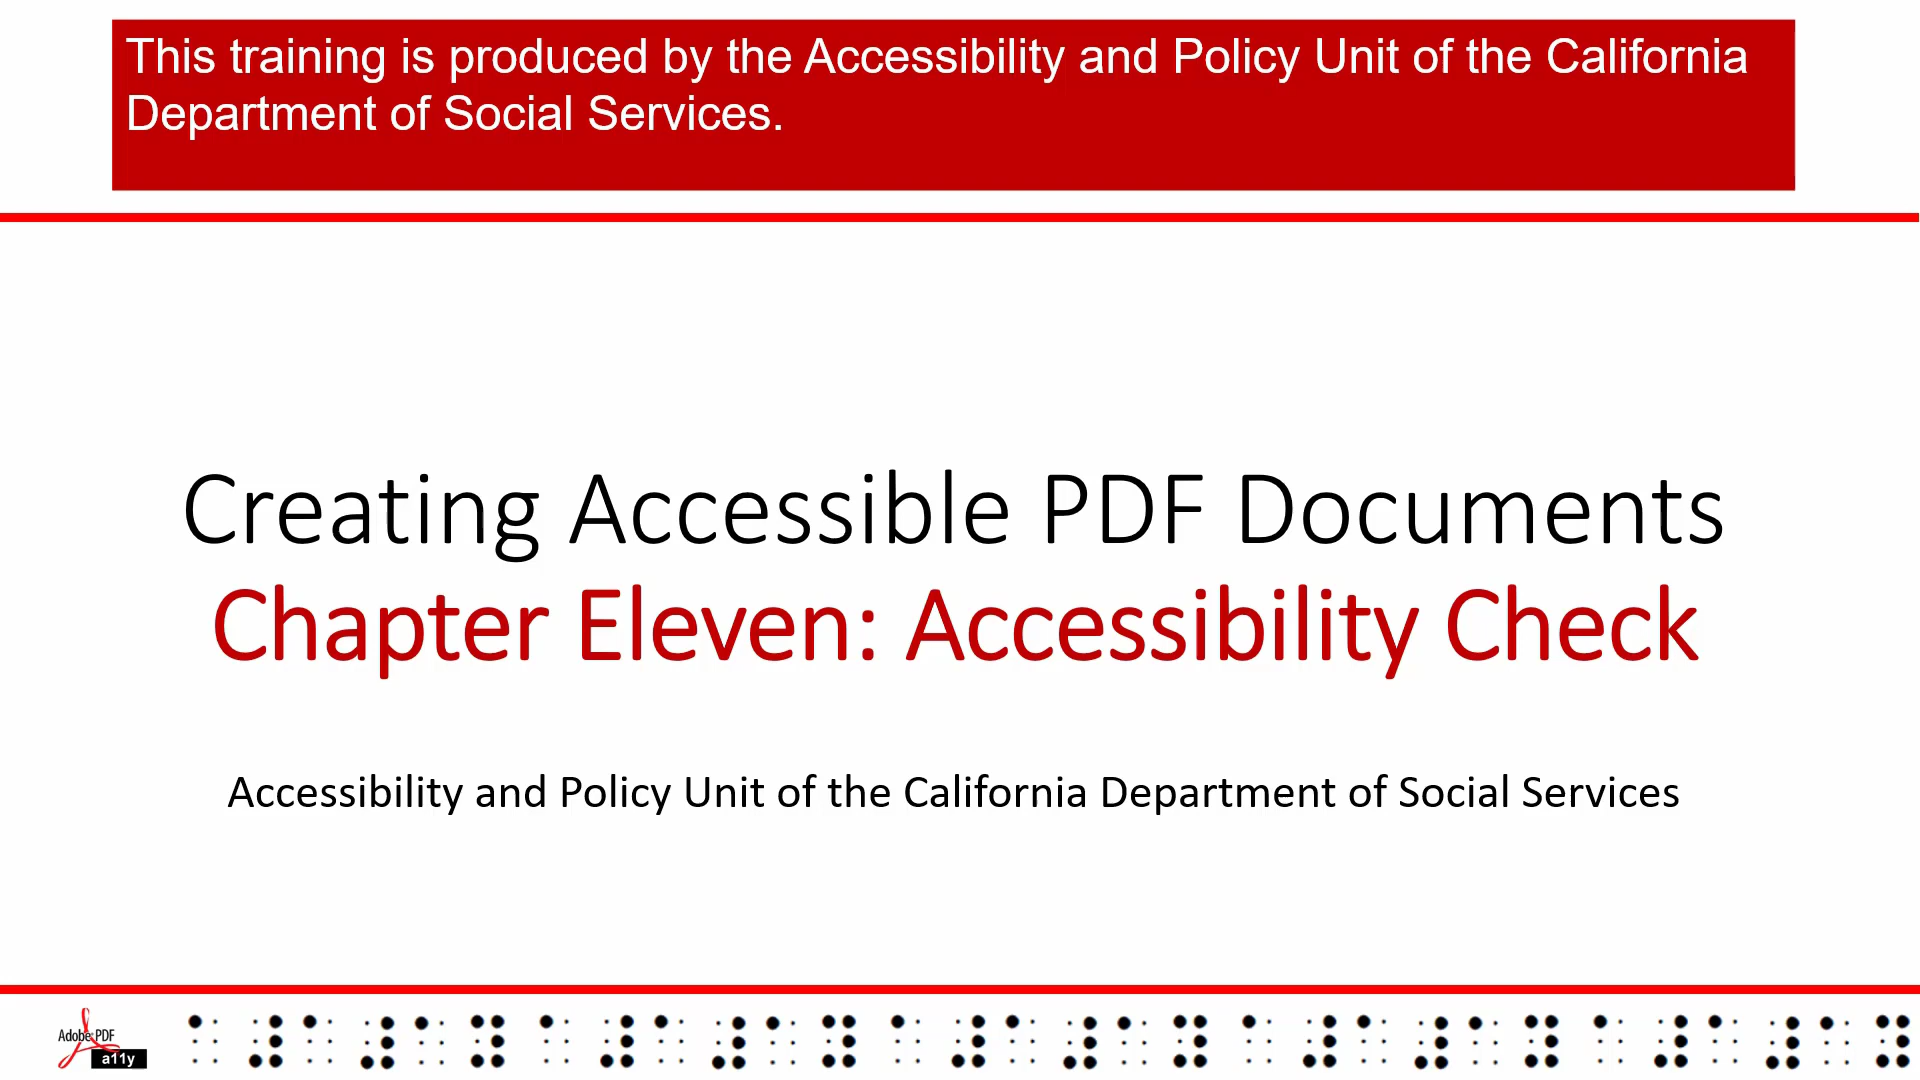 This training is produced by the Accessibility and Policy Unit of the California
Department of Social Services.
Creating Accessible PDF Documents
Chapter Eleven: Accessibility Check
Accessibility and Policy Unit of the California Department of Social Services
Adobe PDF
a11y